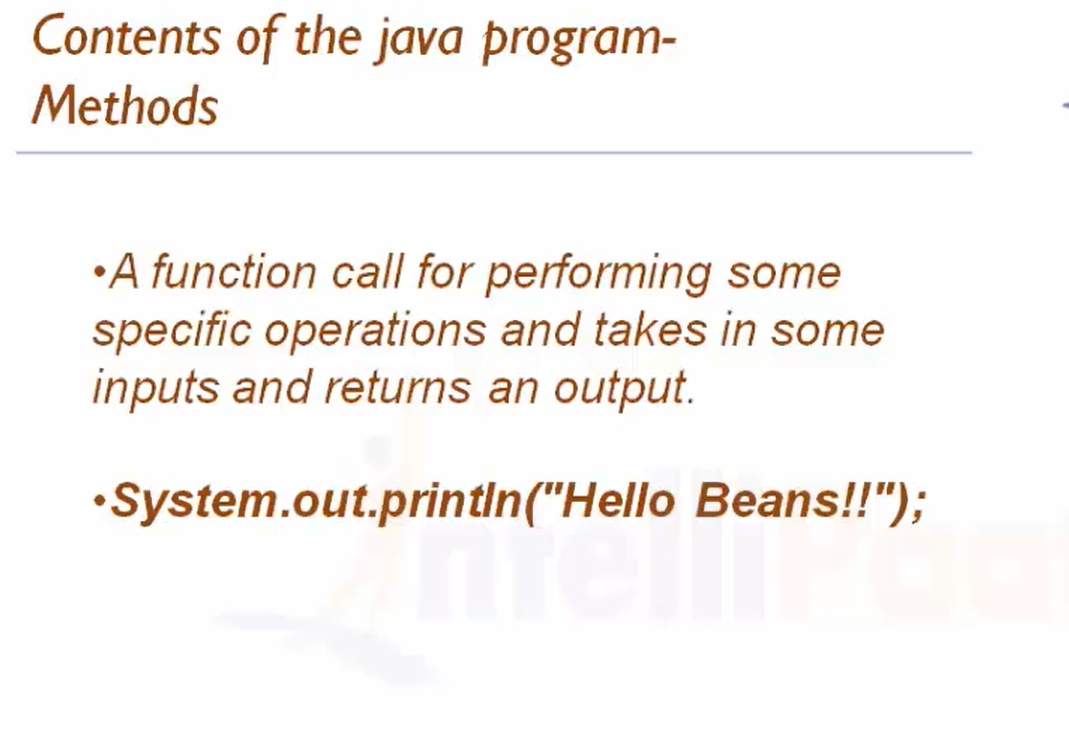 Contents of the java program-
Methods
•A function call for performing some
specific operations and takes in some
inputs and returns an output.
•System.out.println("Hello Beans!!");
ntelliPaat